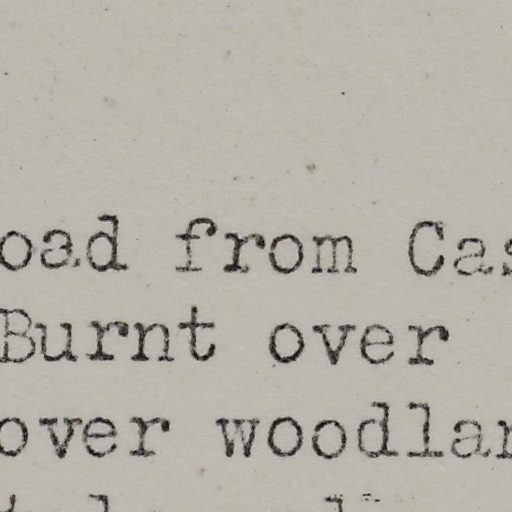 oad from Cas
Burnt over
over woodlan